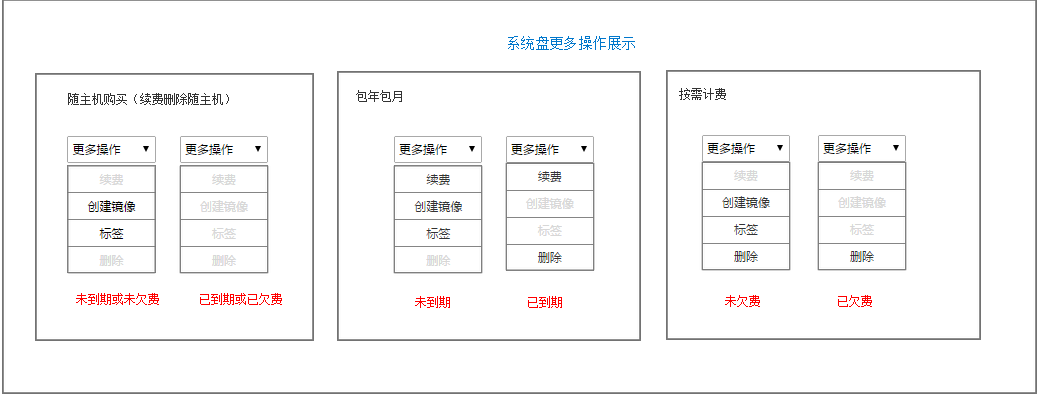 系统盘更多操作展示
随主机购买（续费删除随主机）
更多操作
续费
创建镜像
标签
删除
未到期或未欠费
更多操作
续费
创建镜像
标签
删除
已到期或已欠费
包年包月
更多操作
续费
创建镜像
标签
删除
未到期
更多操作
续费
创建镜像
标签
删除
已到期
按需计费
更多操作
续费
创建镜像
标签
删除
未欠费
更多操作
续费
创建镜像
标签
删除
已欠费